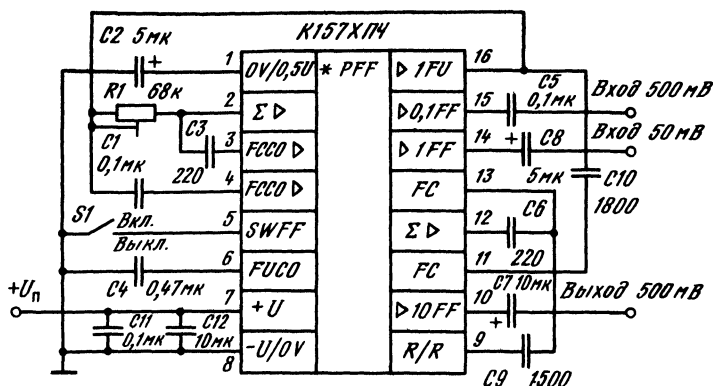 К157ХП4
C2 5мк
+
1
0V/0,5U
* PFF
▷1FU
16
R1 68к
2
Σ▷
▷0,1FF
15
C5
0,1мк
Вход 500мВ
C1
0,1мк
C3
220
3
FCCO▷
▷1FF
14
+
C8
5мк
Вход 50мВ
4
FCCO▷
FC
13
C10
1800
S1
Вкл.
Выкл.
5
SWFF
Σ▷
12
C6
220
C4
0,47мк
6
FUCO
FC
11
+Uп
7
+U
▷10FF
10
C7 10мк
+
Выход 500мВ
C11
0,1мк
C12
10мк
8
-U/0V
R/R
9
C9
1500